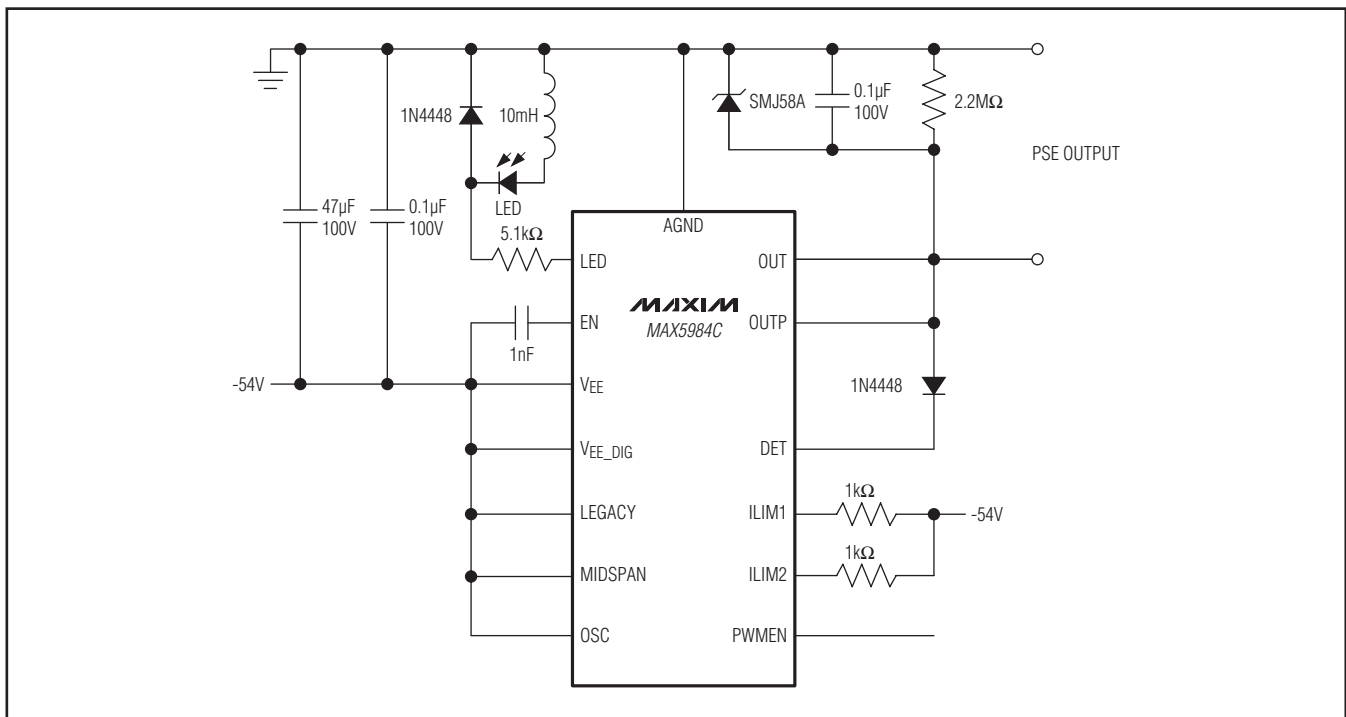 1N4448
10mH
SMJ58A
0.1µF
100V
2.2MΩ
PSE OUTPUT
47µF
100V
0.1µF
100V
LED
5.1kΩ
AGND
LED
OUT
MAXIM
MAX5984C
EN
OUTP
1nF
-54V
VEE
1N4448
VEE_DIG
DET
LEGACY
ILIM1
1kΩ
-54V
MIDSPAN
ILIM2
1kΩ
OSC
PWMEN